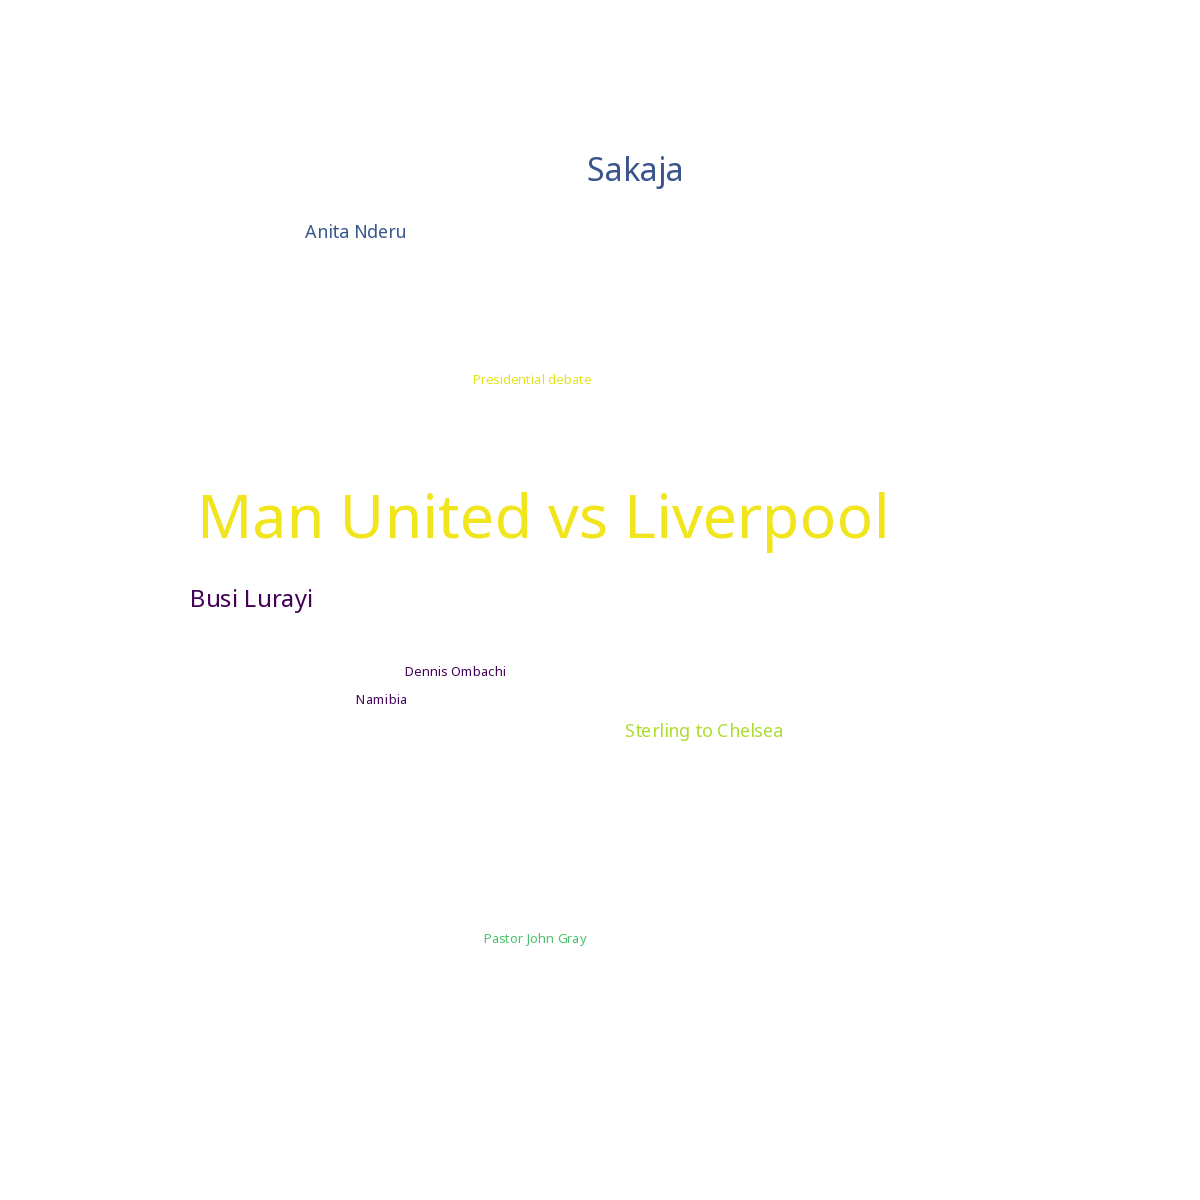 Sakaja
Anita Nderu
Presidential debate
Man United vs Liverpool
Busi Lurayi
Dennis Ombachi
Namibia
Sterling to Chelsea
Pastor John Gray